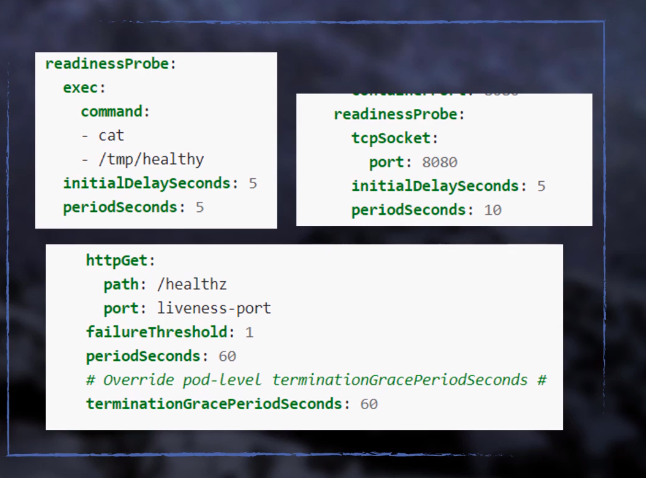 readinessProbe:
exec:
command:
- cat
- /tmp/healthy
initialDelaySeconds: 5
periodSeconds: 5
readinessProbe:
tcpSocket:
port: 8080
initialDelaySeconds: 5
periodSeconds: 10
httpGet:
path: /healthz
port: liveness-port
failureThreshold: 1
periodSeconds: 60
# Override pod-level terminationGracePeriodSeconds #
terminationGracePeriodSeconds: 60